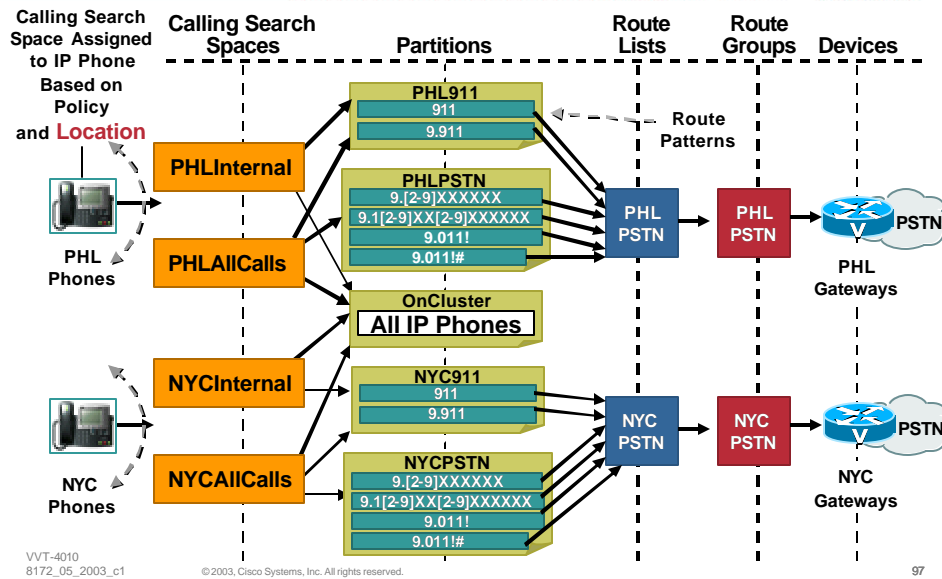 Calling Search
Space Assigned
to IP Phone
Based on
Policy
and Location
Calling Search
Spaces
Partitions
Route
Lists
Route
Groups
Devices
PHL911
911
9.911
Route
Patterns
PHLInternal
PHLPSTN
9.[2-9]XXXXXX
9.1[2-9]XX[2-9]XXXXXX
9.011!
9.011!#
PHL
PSTN
PHL
PSTN
V
PSTN
PHL
Phones
PHLAllCalls
PHL
Gateways
OnCluster
All IP Phones
NYCInternal
NYC911
911
9.911
NYC
PSTN
NYC
PSTN
V
PSTN
NYC
Phones
NYCAllCalls
NYCPSTN
9.[2-9]XXXXXX
9.1[2-9]XX[2-9]XXXXXX
9.011!
9.011!#
NYC
Gateways
VVT-4010
8172_05_2003_c1
© 2003, Cisco Systems, Inc. All rights reserved.
97